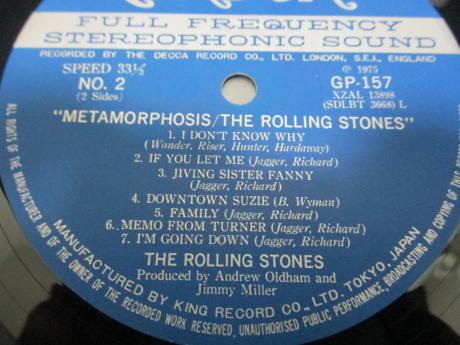 FULL FREQUENCY
STEREOPHONIC SOUND
RECORDED BY THE DECCA RECORD CO., LTD. LONDON, S.E.I., ENGLAND
SPEED 33⅓
NO. 2
(2 Sides)
℗ 1975
GP-157
XZAL 13898
(SDLBT 3668) L
"METAMORPHOSIS/THE ROLLING STONES"
1. I DON'T KNOW WHY
(Wonder, Riser, Hunter, Hardaway)
2. IF YOU LET ME (Jagger, Richard)
3. JIVING SISTER FANNY
(Jagger, Richard)
4. DOWNTOWN SUZIE (B. Wyman)
5. FAMILY (Jagger, Richard)
6. MEMO FROM TURNER (Jagger, Richard)
7. I'M GOING DOWN (Jagger, Richard)
THE ROLLING STONES
Produced by Andrew Oldham and
Jimmy Miller
MANUFACTURED BY KING RECORD CO., LTD. TOKYO, JAPAN
ALL RIGHTS OF THE MANUFACTURER AND OF THE OWNER OF THE RECORDED WORK RESERVED, UNAUTHORISED PUBLIC PERFORMANCE, BROADCASTING AND COPYING OF THIS